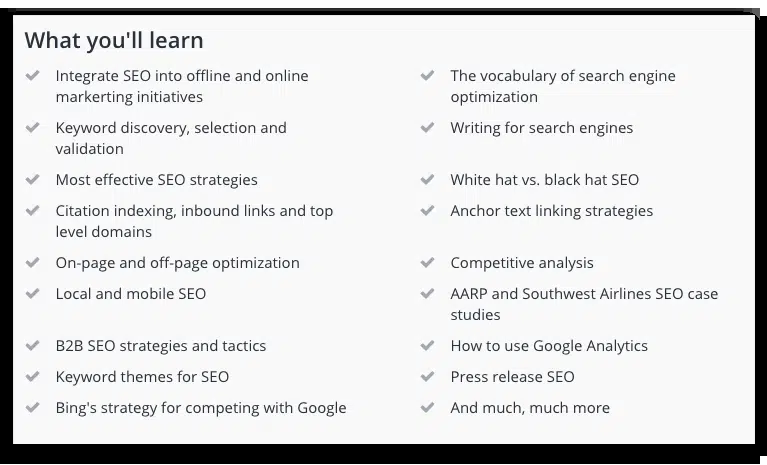 What you'll learn
Integrate SEO into offline and online
markerting initiatives
The vocabulary of search engine
optimization
Keyword discovery, selection and
validation
Writing for search engines
Most effective SEO strategies
White hat vs. black hat SEO
Citation indexing, inbound links and top
level domains
Anchor text linking strategies
On-page and off-page optimization
Competitive analysis
Local and mobile SEO
AARP and Southwest Airlines SEO case
studies
B2B SEO strategies and tactics
How to use Google Analytics
Keyword themes for SEO
Press release SEO
Bing's strategy for competing with Google
And much, much more